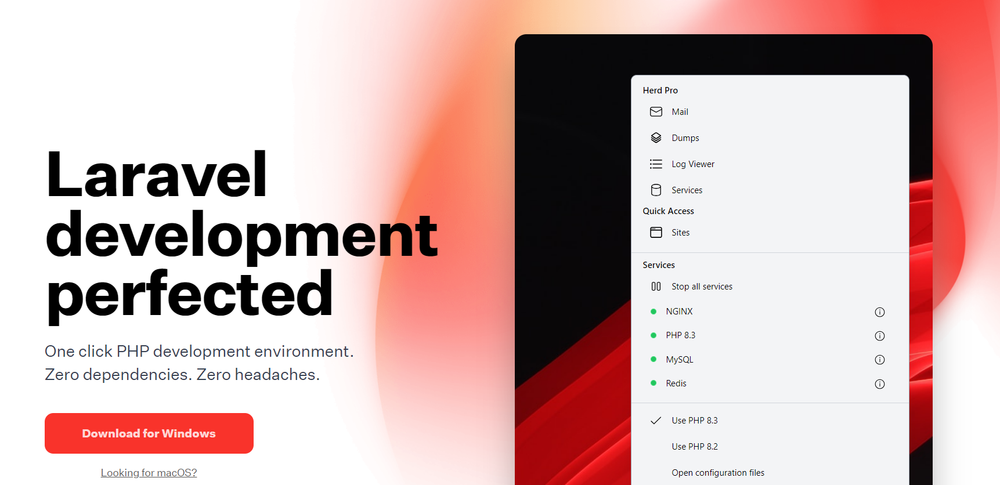 Laravel
development
perfected
One click PHP development environment.
Zero dependencies. Zero headaches.
Download for Windows
Looking for macOS?
Herd Pro
Mail
Dumps
Log Viewer
Services
Quick Access
Sites
Services
Stop all services
NGINX
PHP 8.3
MySQL
Redis
Use PHP 8.3
Use PHP 8.2
Open configuration files